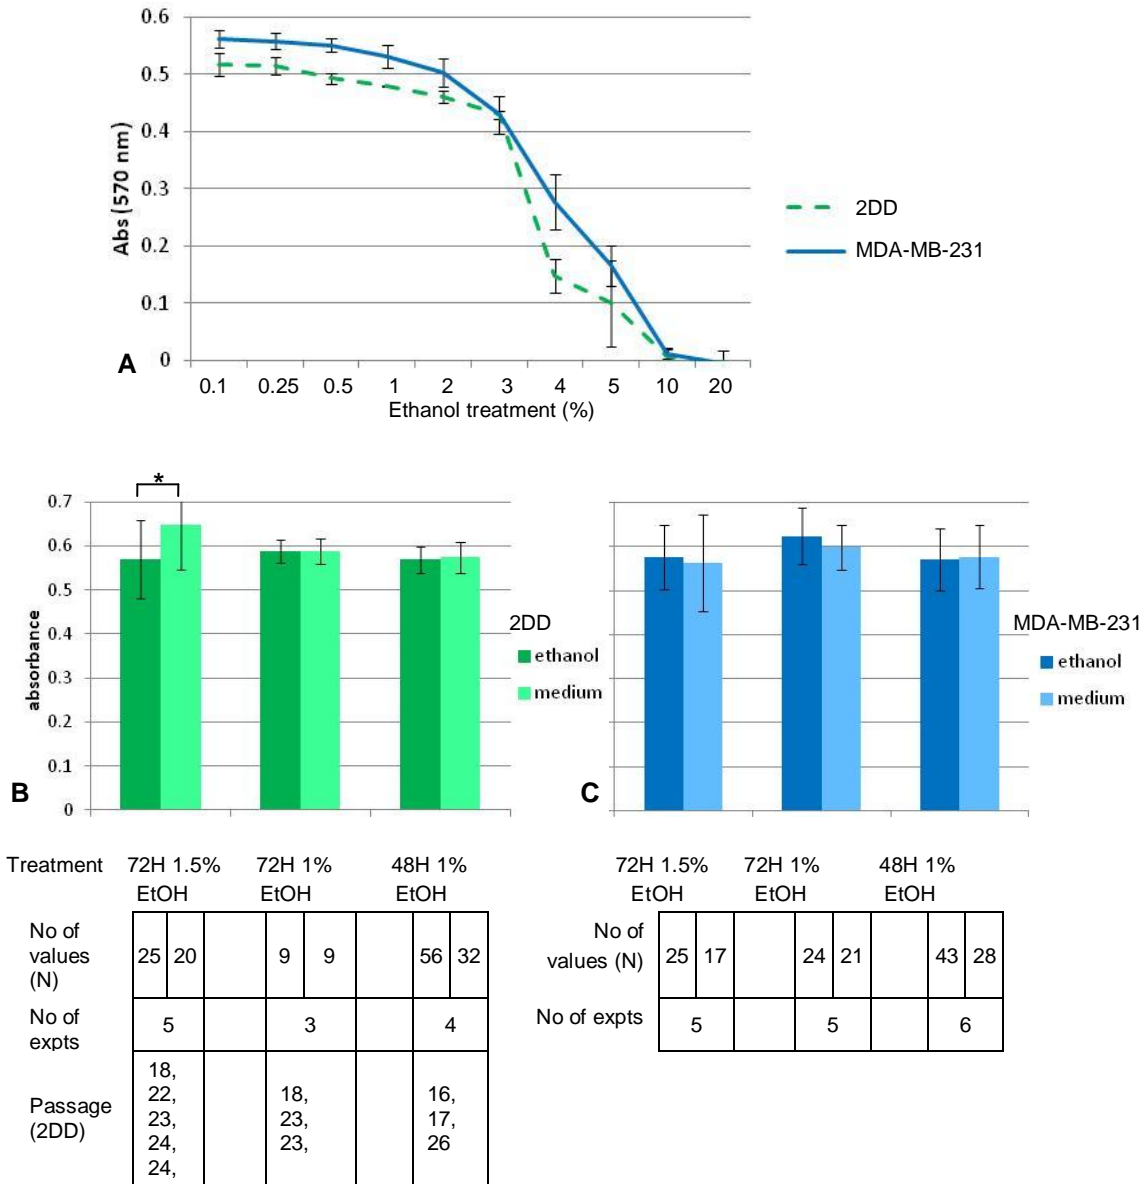 0.6
0.5
0.4
0.3
0.2
0.1
0
Abs (570 nm)
A
0.1 0.25 0.5 1 2 3 4 5 10 20
Ethanol treatment (%)
2DD
MDA-MB-231
*
0.7
0.6
0.5
0.4
0.3
0.2
0.1
0
absorbance
B
2DD
ethanol
medium
C
MDA-MB-231
ethanol
medium
Treatment 72H 1.5% 72H 1% 48H 1%
EtOH EtOH EtOH
No of
values
(N)
25 20 9 9 56 32
No of
expts
5 3 4
Passage
(2DD)
18,
22,
23,
24,
24,
18,
23,
23,
16,
17,
26
72H 1.5% 72H 1% 48H 1%
EtOH EtOH EtOH
No of
values (N)
25 17 24 21 43 28
No of expts 5 5 6